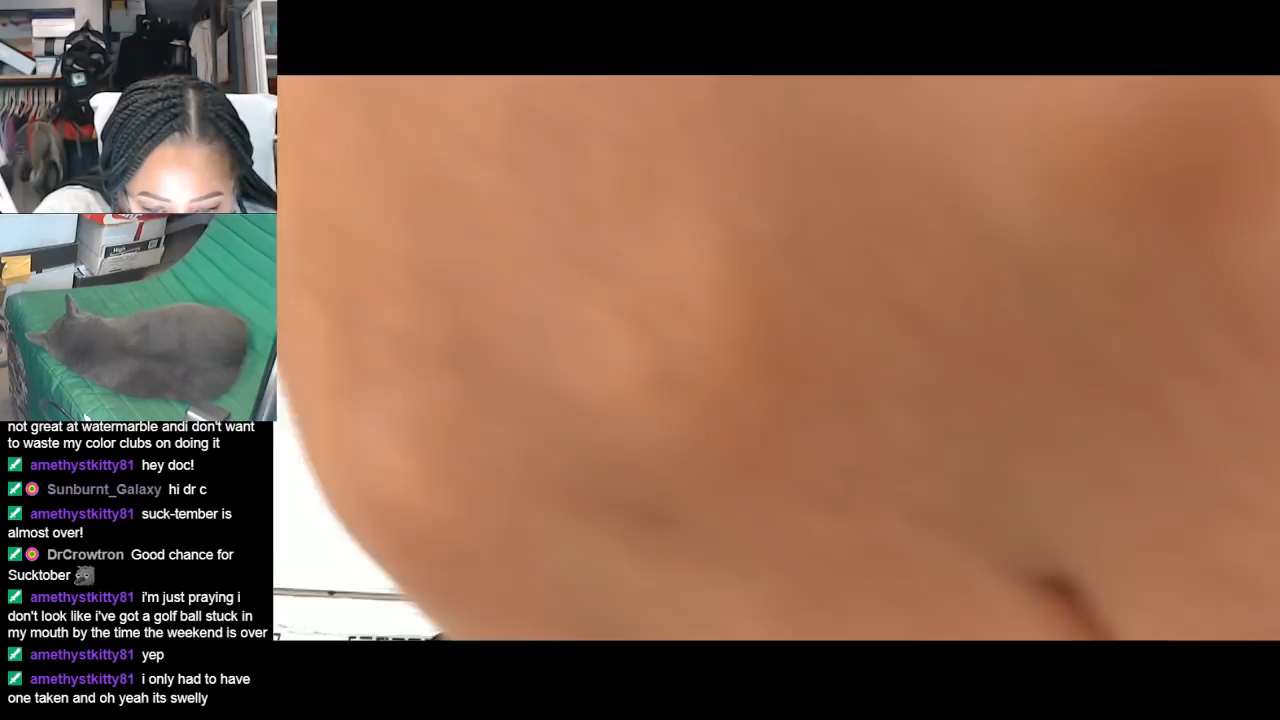 High
not great at watermarble andi don't want
to waste my color clubs on doing it
amethystkitty81 hey doc!
Sunburnt_Galaxy hi dr c
amethystkitty81 suck-tember is
almost over!
DrCrowtron Good chance for
Sucktober
amethystkitty81 i'm just praying i
don't look like i've got a golf ball stuck in
my mouth by the time the weekend is over
amethystkitty81 yep
amethystkitty81 i only had to have
one taken and oh yeah its swelly